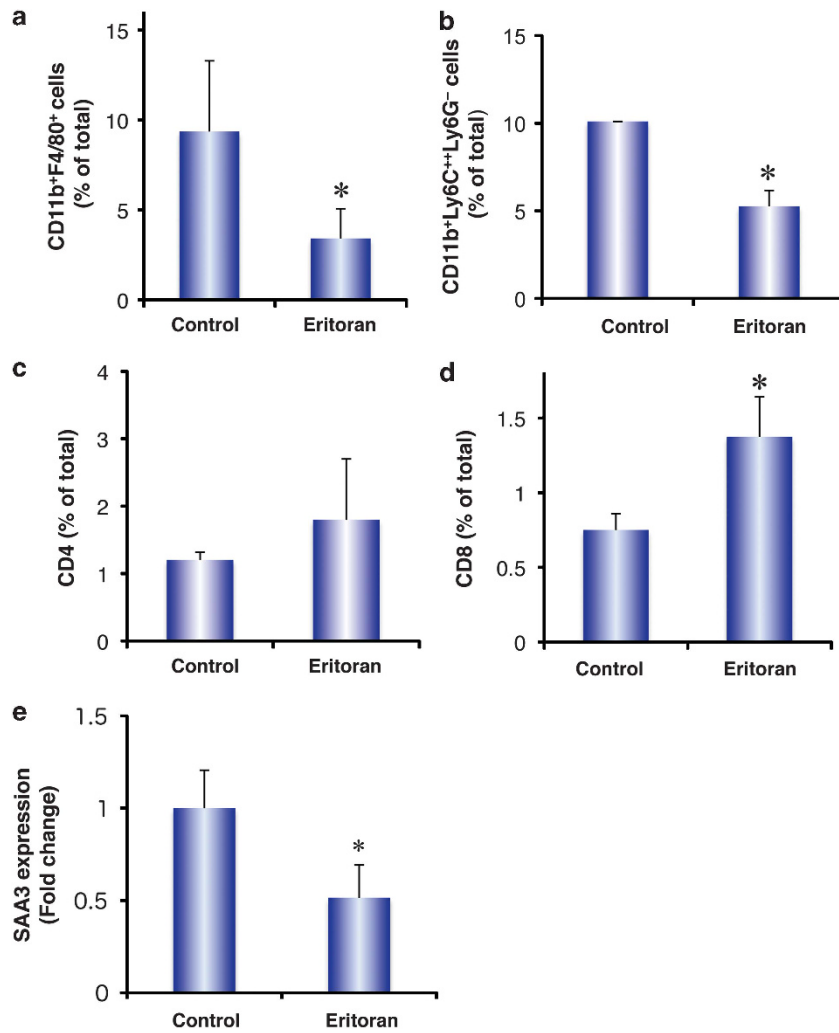 a
CD11b⁺F4/80⁺ cells
(% of total)
15
10
5
0
*
Control Eritoran
b
CD11b⁺Ly6C⁺⁺Ly6G⁻ cells
(% of total)
15
10
5
0
*
Control Eritoran
c
CD4 (% of total)
4
3
2
1
0
Control Eritoran
d
CD8 (% of total)
1.5
1
0.5
0
*
Control Eritoran
e
SAA3 expression
(Fold change)
1.5
1
0.5
0
*
Control Eritoran